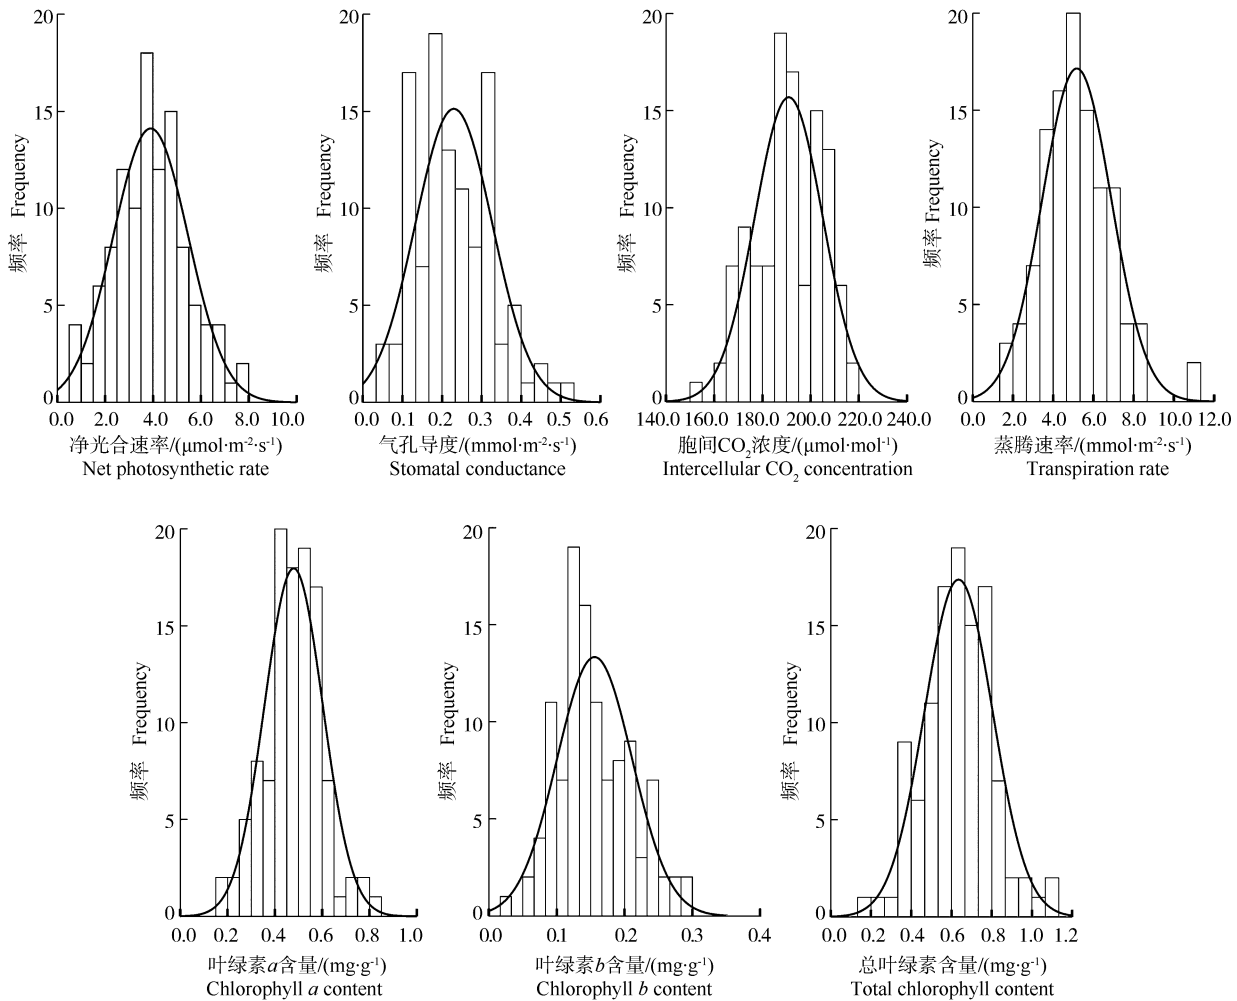 20
15
10
5
0
频率 Frequency
0.0 2.0 4.0 6.0 8.0 10.0
净光合速率/(μmol·m⁻²·s⁻¹)
Net photosynthetic rate
20
15
10
5
0
频率 Frequency
0.0 0.1 0.2 0.3 0.4 0.5 0.6
气孔导度/(mmol·m⁻²·s⁻¹)
Stomatal conductance
20
15
10
5
0
频率 Frequency
140.0 160.0 180.0 200.0 220.0 240.0
胞间CO₂浓度/(μmol·mol⁻¹)
Intercellular CO₂ concentration
20
15
10
5
0
频率 Frequency
0.0 2.0 4.0 6.0 8.0 10.0 12.0
蒸腾速率/(mmol·m⁻²·s⁻¹)
Transpiration rate
20
15
10
5
0
频率 Frequency
0.0 0.2 0.4 0.6 0.8 1.0
叶绿素a含量/(mg·g⁻¹)
Chlorophyll a content
20
15
10
5
0
频率 Frequency
0.0 0.1 0.2 0.3 0.4
叶绿素b含量/(mg·g⁻¹)
Chlorophyll b content
20
15
10
5
0
频率 Frequency
0.0 0.2 0.4 0.6 0.8 1.0 1.2
总叶绿素含量/(mg·g⁻¹)
Total chlorophyll content